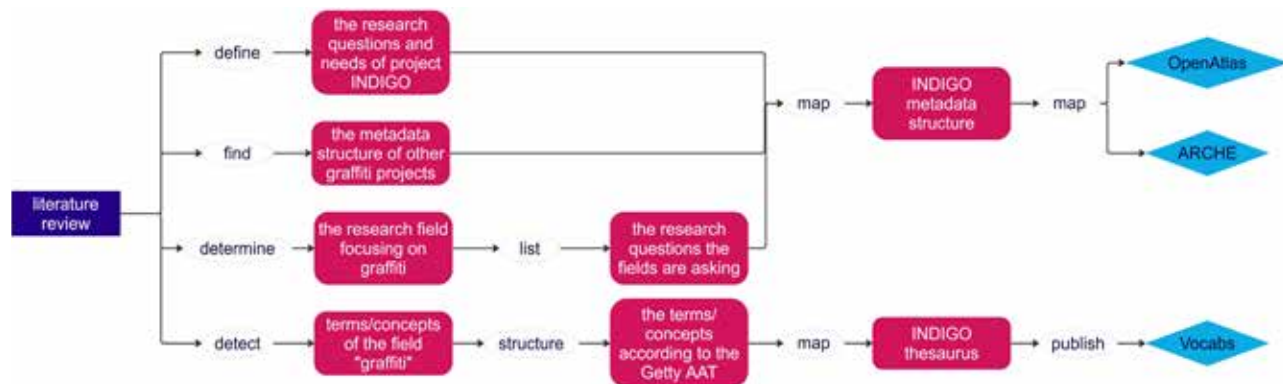 literature
review
define
the research
questions and
needs of project
INDIGO
find
the metadata
structure of other
graffiti projects
map
INDIGO
metadata
structure
map
OpenAtlas
ARCHE
determine
the research field
focusing on
graffiti
list
the research
questions the
fields are asking
detect
terms/concepts
of the field
"graffiti"
structure
the terms/
concepts
according to the
Getty AAT
map
INDIGO
thesaurus
publish
Vocabs